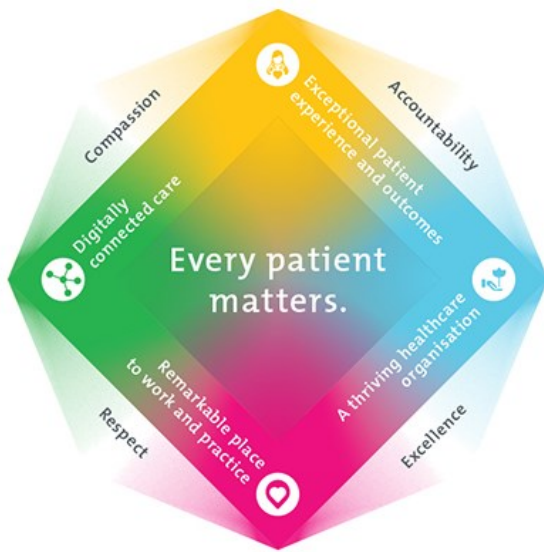 Compassion
Accountability
Exceptional patient
experience and outcomes
Digitally
connected care
Every patient
matters.
A thriving healthcare
organisation
Remarkable place
to work and practice
Respect
Excellence